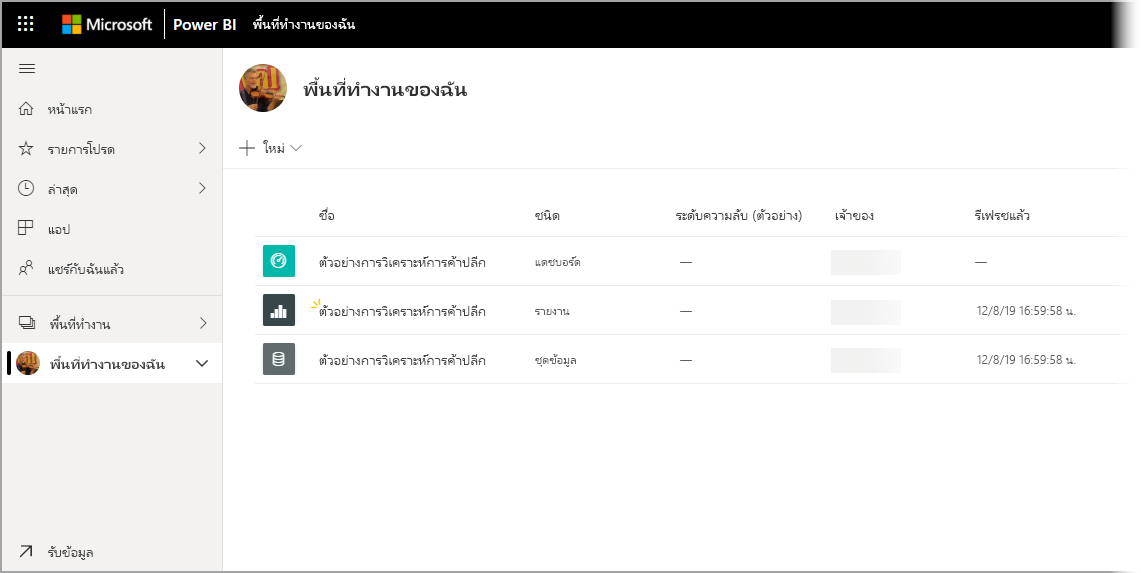 Microsoft Power BI พื้นที่ทำงานของฉัน
หน้าแรก
รายการโปรด
ล่าสุด
แอป
แชร์กับฉันแล้ว
พื้นที่ทำงาน
พื้นที่ทำงานของฉัน
รับข้อมูล
พื้นที่ทำงานของฉัน
ใหม่
ชื่อ ชนิด ระดับความลับ (ตัวอย่าง) เจ้าของ รีเฟรชแล้ว
ตัวอย่างการวิเคราะห์การค้าปลีก แดชบอร์ด — —
ตัวอย่างการวิเคราะห์การค้าปลีก รายงาน — 12/8/19 16:59:58 น.
ตัวอย่างการวิเคราะห์การค้าปลีก ชุดข้อมูล — 12/8/19 16:59:58 น.